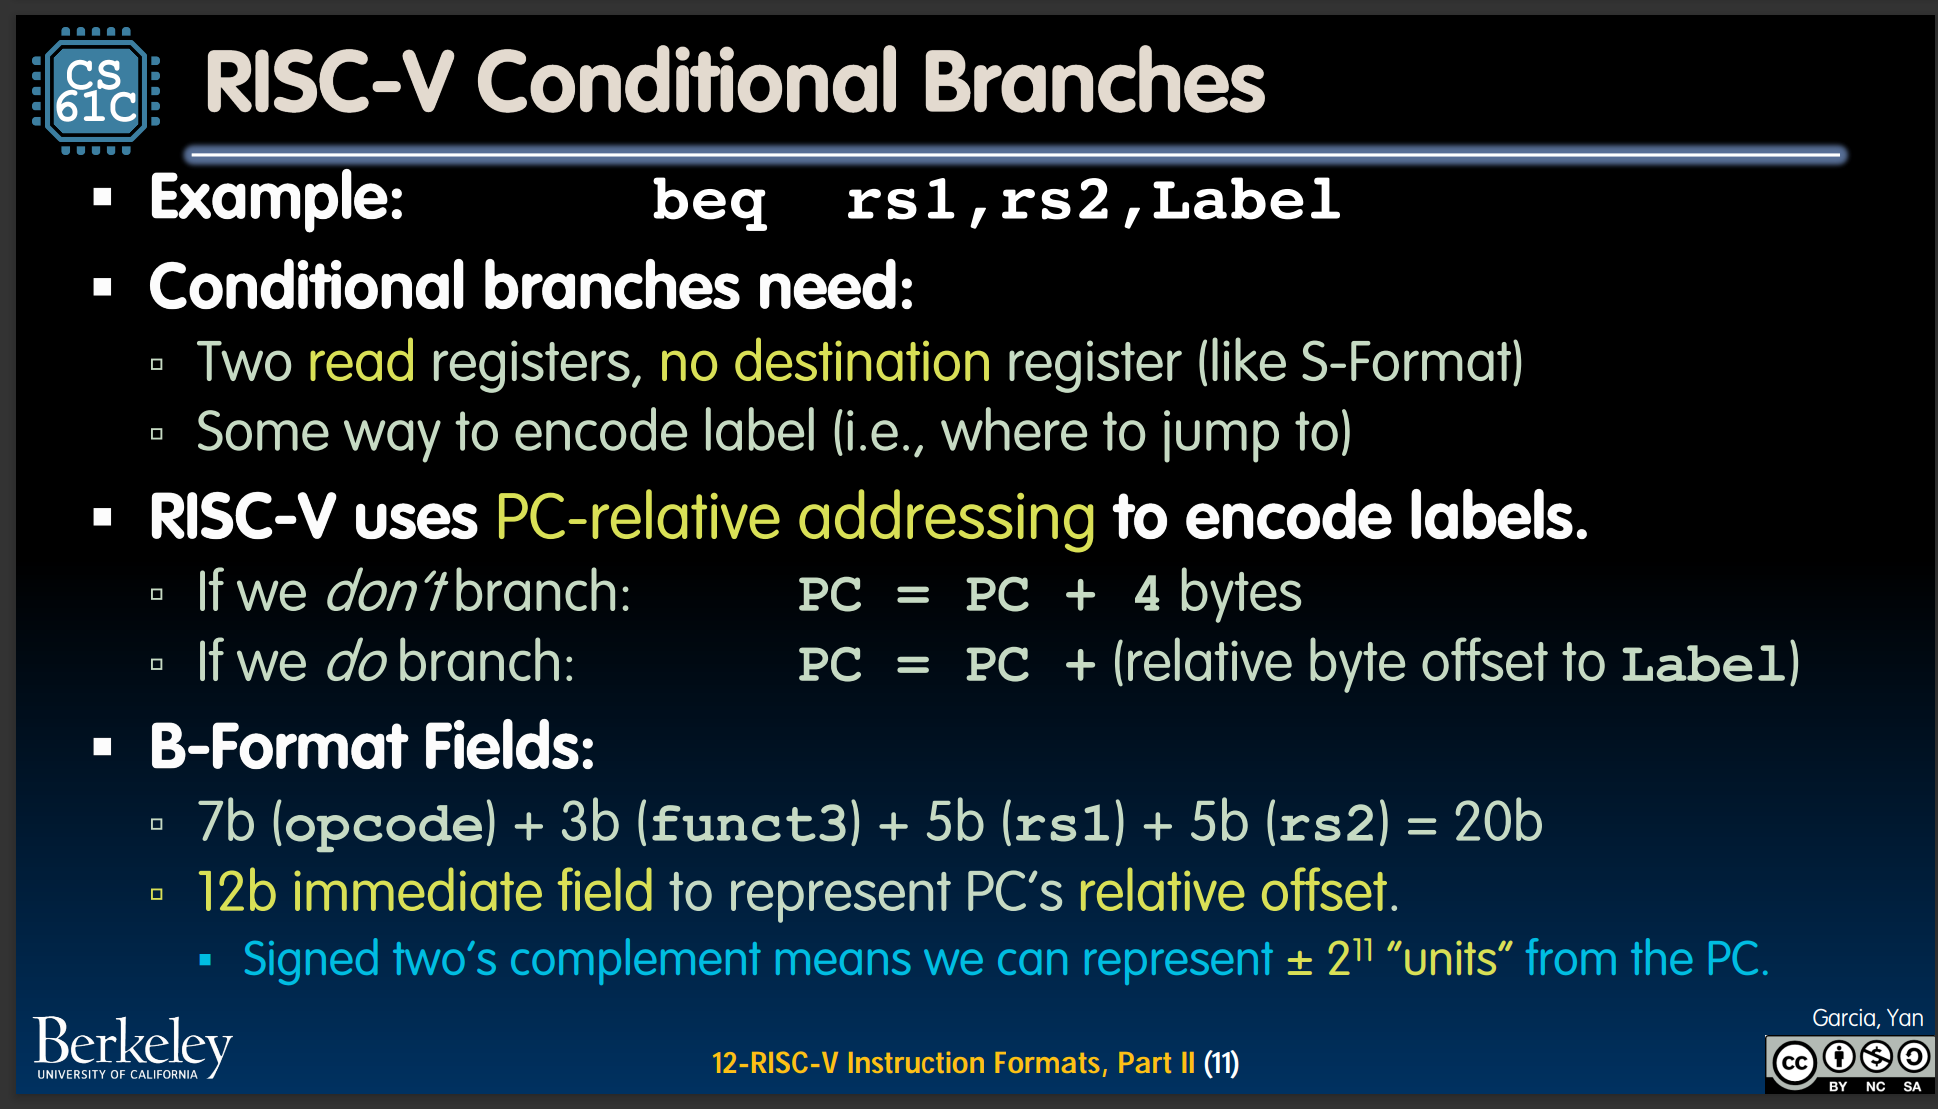 CS
61C
RISC-V Conditional Branches
▪ Example: beq rs1,rs2,Label
▪ Conditional branches need:
▫ Two read registers, no destination register (like S-Format)
▫ Some way to encode label (i.e., where to jump to)
▪ RISC-V uses PC-relative addressing to encode labels.
▫ If we don't branch: PC = PC + 4 bytes
▫ If we do branch: PC = PC + (relative byte offset to Label)
▪ B-Format Fields:
▫ 7b (opcode) + 3b (funct3) + 5b (rs1) + 5b (rs2) = 20b
▫ 12b immediate field to represent PC's relative offset.
▪ Signed two's complement means we can represent ± 2¹¹ "units" from the PC.
Berkeley
UNIVERSITY OF CALIFORNIA
12-RISC-V Instruction Formats, Part II (11)
Garcia, Yan
cc
BY NC SA